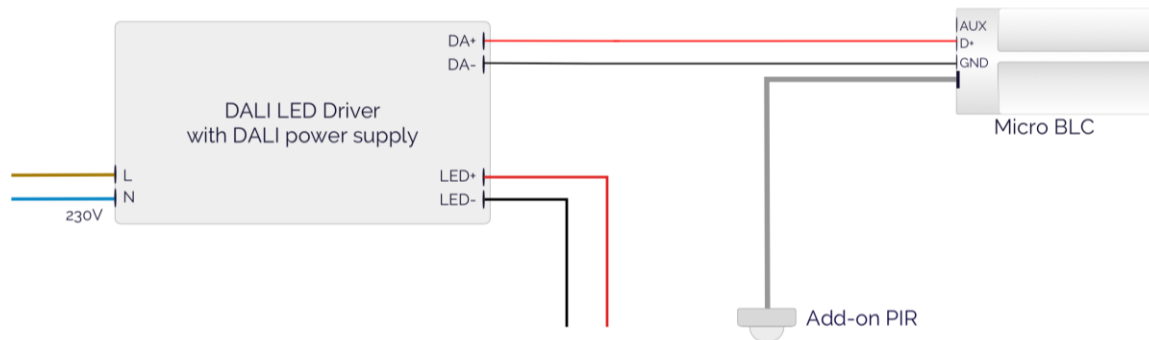 AUX
DA+
D+
DA-
GND
DALI LED Driver
with DALI power supply
Micro BLC
L
LED+
N
LED-
230V
Add-on PIR